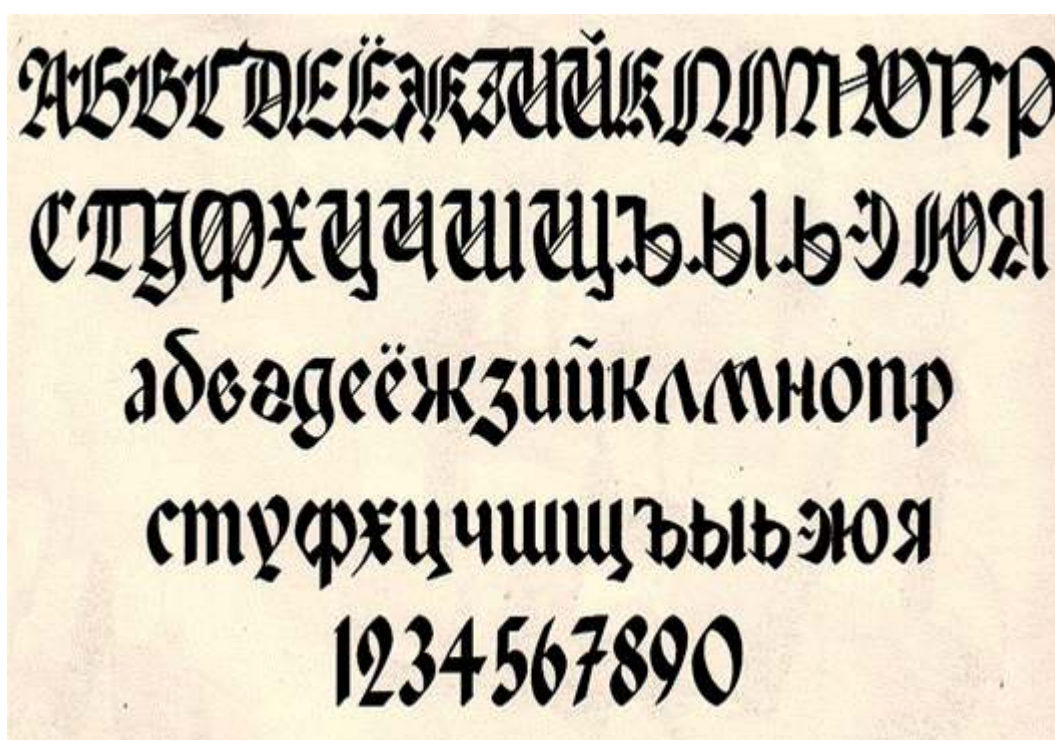 АБВГДЕЁЖЗИЙКЛМНОПР
СТУФХЦЧШЩЪЫЬЭЮЯ
абвгдеёжзийклмнопр
стуфхцчшщъыьэюя
1234567890